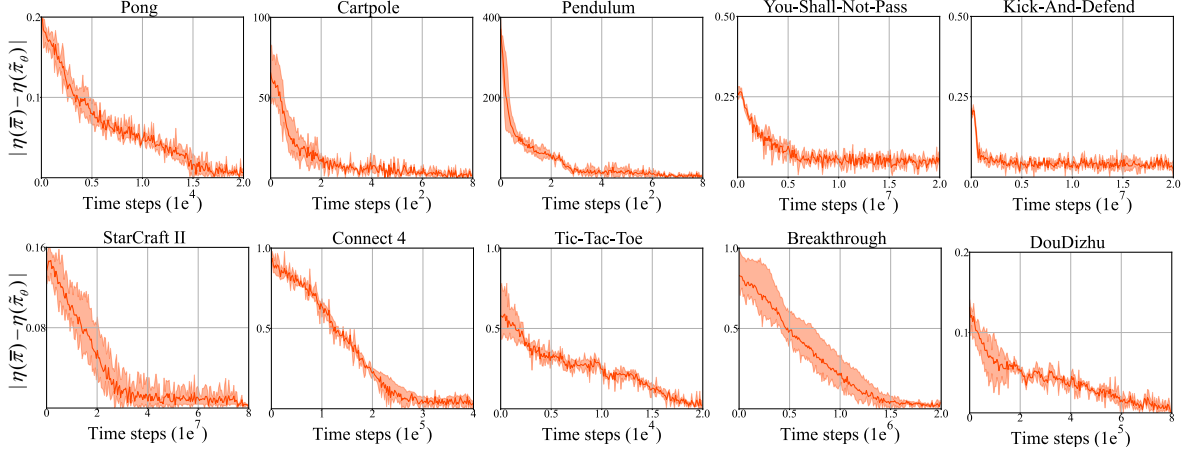 Pong Cartpole Pendulum You-Shall-Not-Pass Kick-And-Defend
|η(π̄) − η(π̃_θ)|
0.2 100 400 0.50 0.50
0.1 50 200 0.25 0.25
0.0 0.5 1.0 1.5 2.0 0 2 4 6 8 0 2 4 6 8 0.0 0.5 1.0 1.5 2.0 0.0 0.5 1.0 1.5 2.0
Time steps (1e⁴) Time steps (1e²) Time steps (1e²) Time steps (1e⁷) Time steps (1e⁷)
StarCraft II Connect 4 Tic-Tac-Toe Breakthrough DouDizhu
|η(π̄) − η(π̃_θ)|
0.16 1.0 1.0 1.0 0.2
0.08 0.5 0.5 0.5 0.1
0 2 4 6 8 0 1 2 3 4 0.0 0.5 1.0 1.5 2.0 0.0 0.5 1.0 1.5 2.0 0 2 4 6 8
Time steps (1e⁷) Time steps (1e⁵) Time steps (1e⁴) Time steps (1e⁶) Time steps (1e⁵)